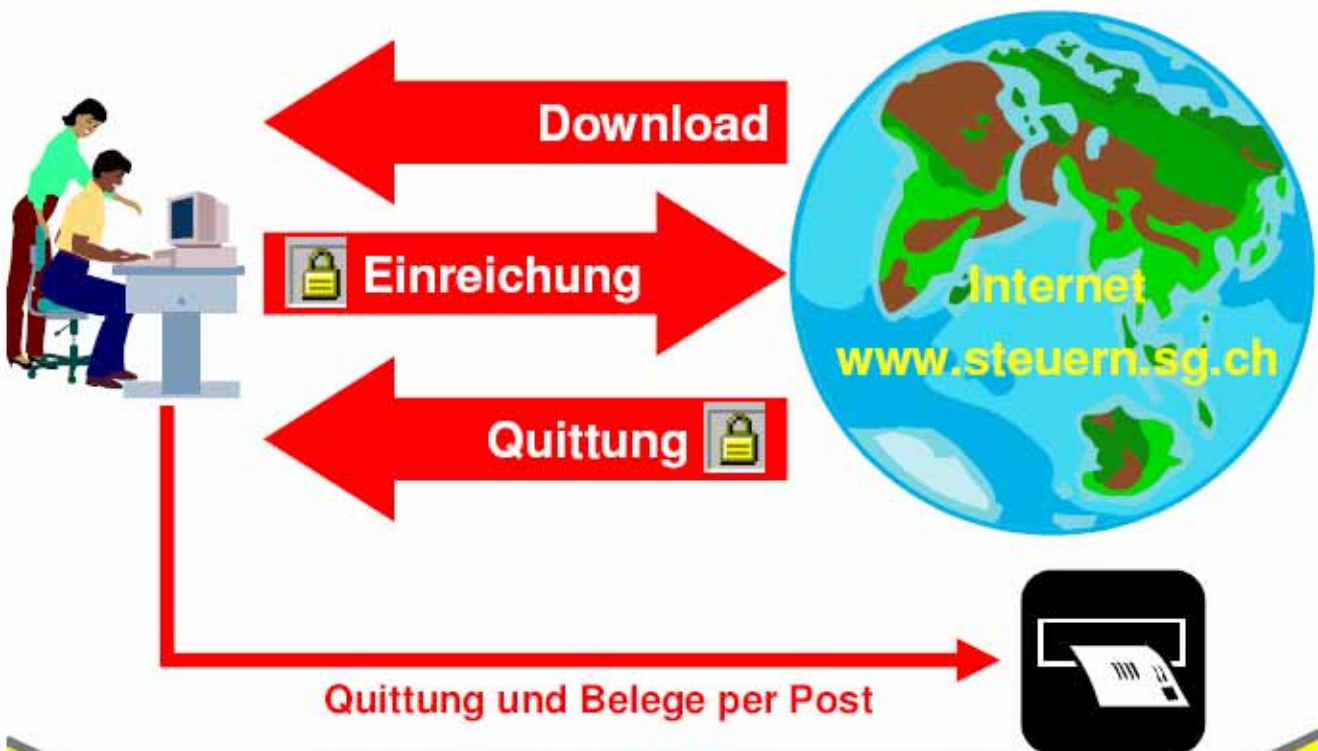 Download
Einreichung
Internet
www.steuern.sg.ch
Quittung
Quittung und Belege per Post